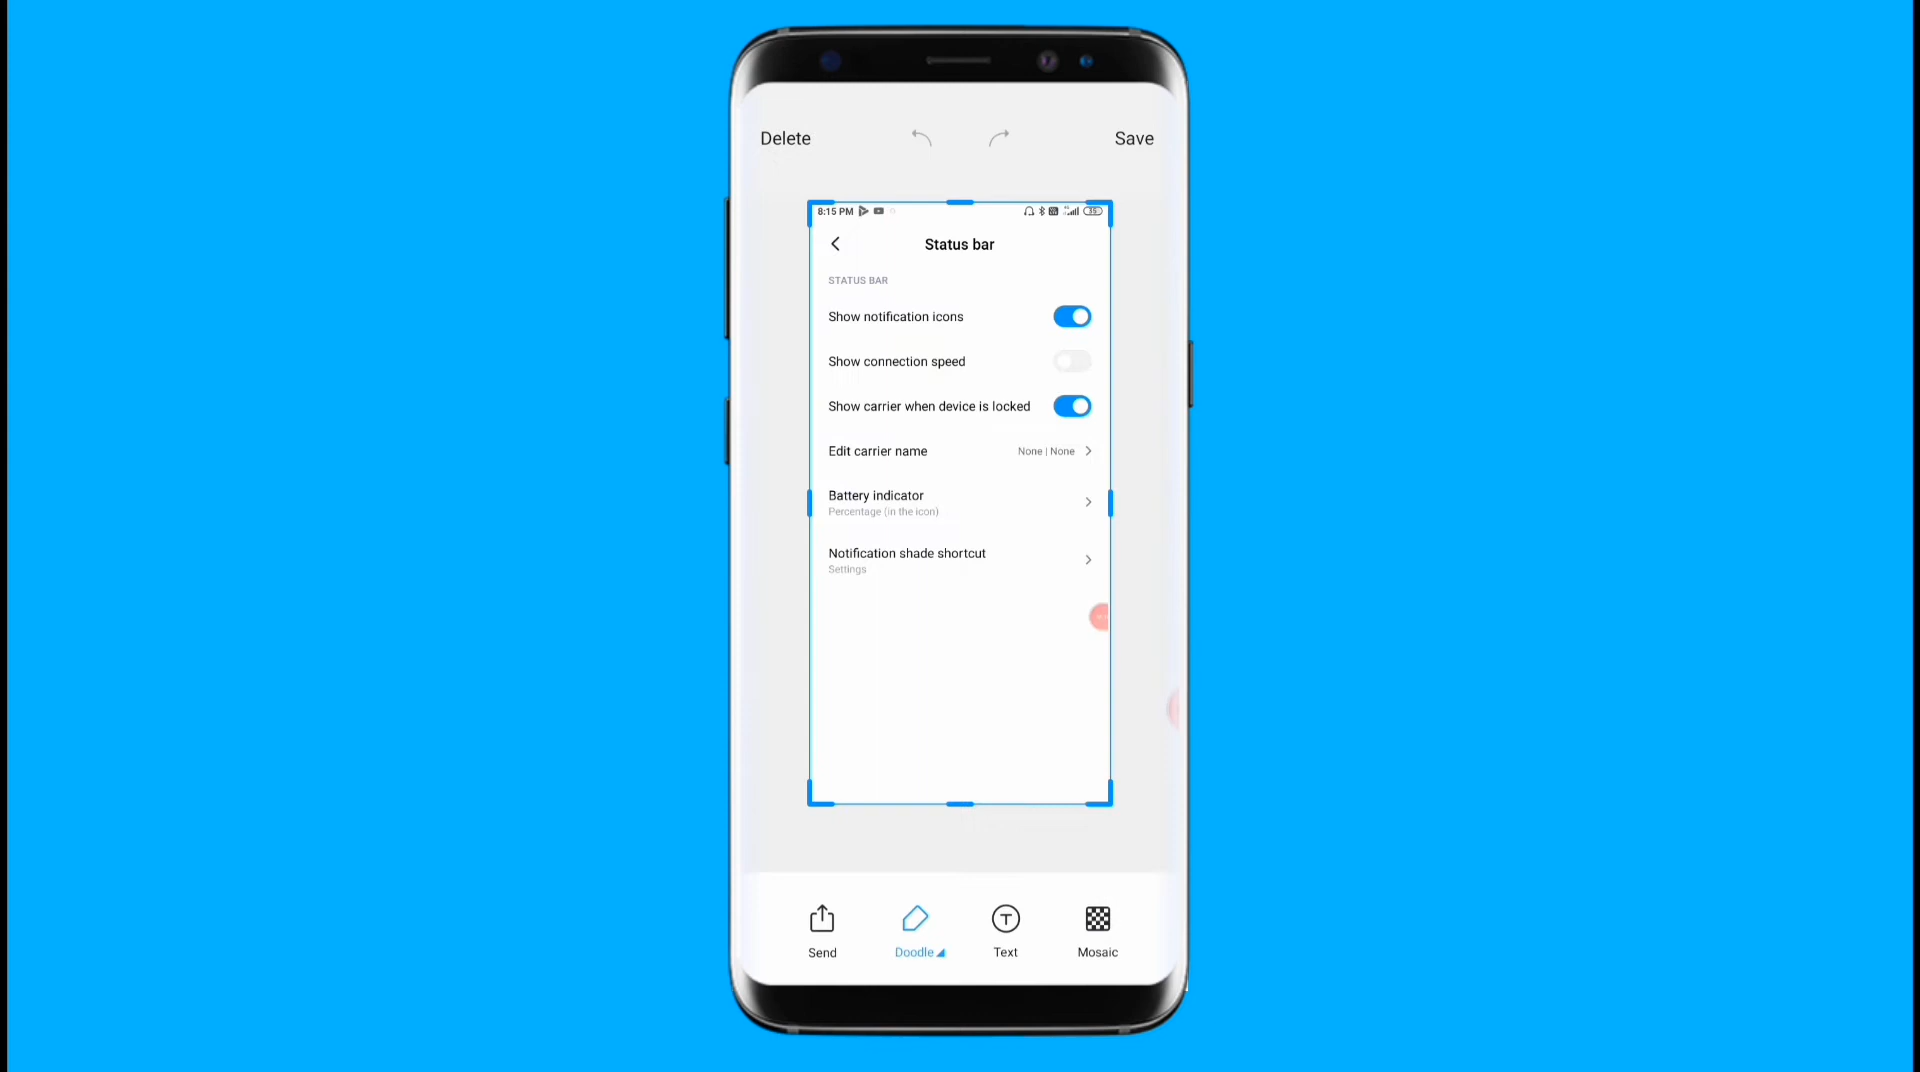 Delete
Save
8:15 PM
35
Status bar
STATUS BAR
Show notification icons
Show connection speed
Show carrier when device is locked
Edit carrier name None | None
Battery indicator
Percentage (in the icon)
Notification shade shortcut
Settings
Send
Doodle
T
Text
Mosaic